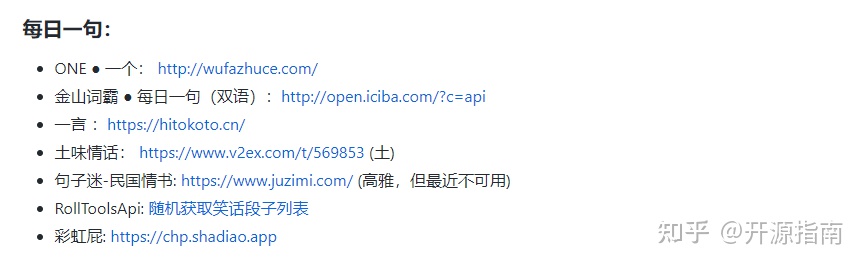 每日一句：
ONE ● 一个： http://wufazhuce.com/
金山词霸 ● 每日一句（双语）：http://open.iciba.com/?c=api
一言 ：https://hitokoto.cn/
土味情话： https://www.v2ex.com/t/569853 (土)
句子迷-民国情书: https://www.juzimi.com/ (高雅，但最近不可用)
RollToolsApi: 随机获取笑话段子列表
彩虹屁: https://chp.shadiao.app
知乎 @开源指南